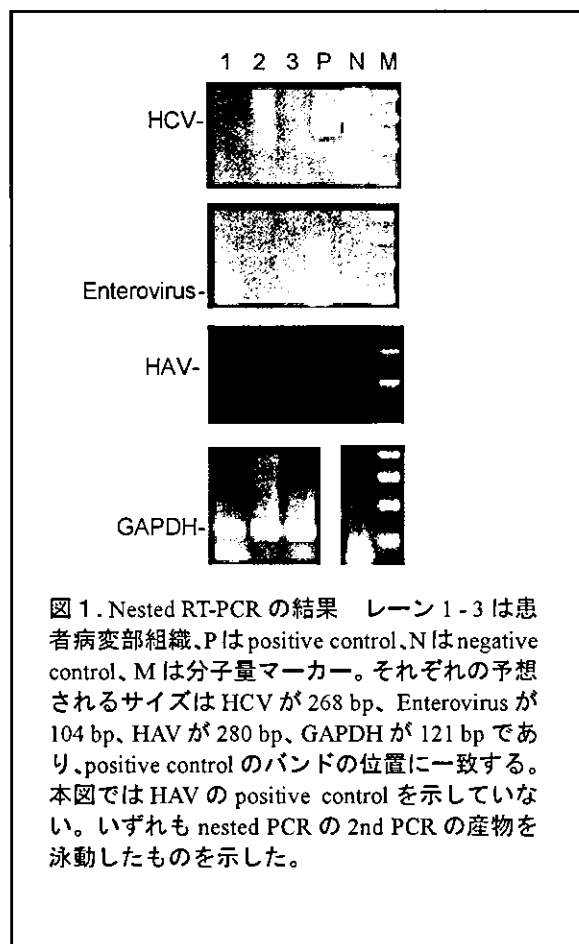 1 2 3 P N M
HCV-
Enterovirus-
HAV-
GAPDH-
図1. Nested RT-PCR の結果 レーン 1 - 3 は患
者病変部組織、P は positive control、N は negative
control、M は分子量マーカー。それぞれの予想
されるサイズは HCV が 268 bp、Enterovirus が
104 bp、HAV が 280 bp、GAPDH が 121 bp であ
り、positive control のバンドの位置に一致する。
本図では HAV の positive control を示していな
い。いずれも nested PCR の 2nd PCR の産物を
泳動したものを示した。